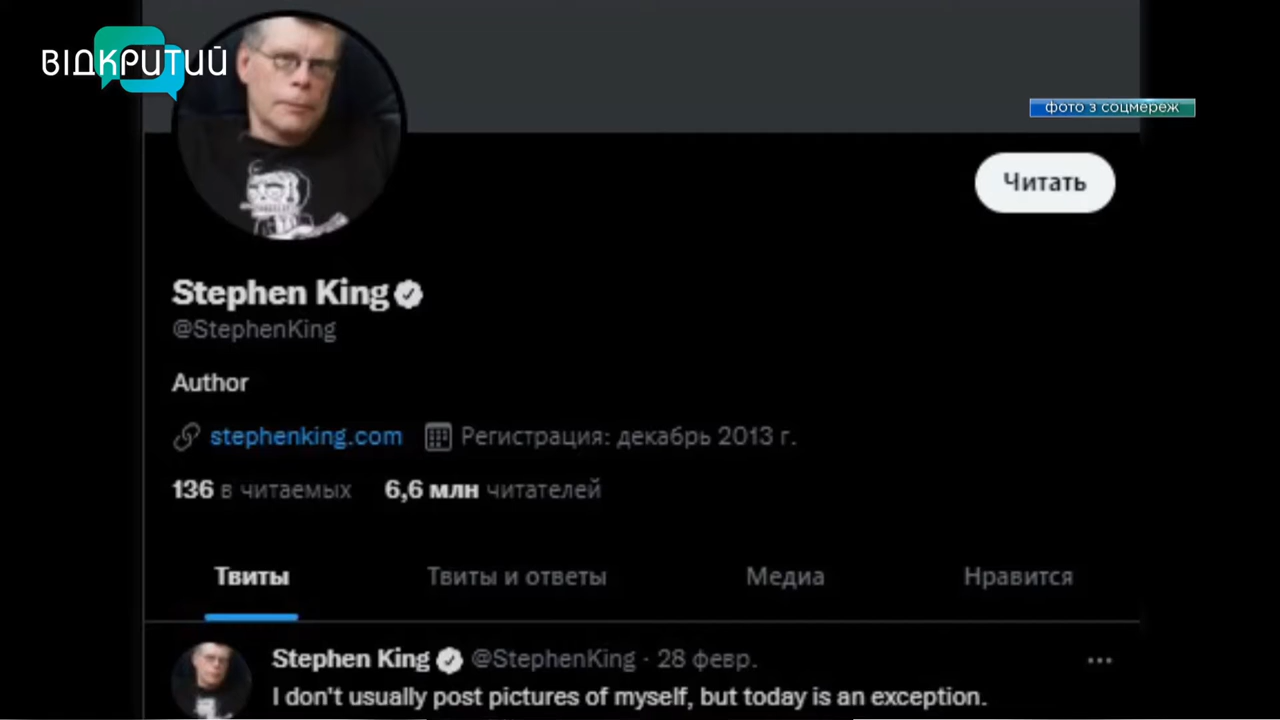 ВІДКРИТИЙ
фото з соцмереж
Читать
Stephen King
@StephenKing
Author
stephenking.com Регистрация: декабрь 2013 г.
136 в читаемых 6,6 млн читателей
Твиты Твиты и ответы Медиа Нравится
Stephen King @StephenKing · 28 февр.
I don't usually post pictures of myself, but today is an exception.